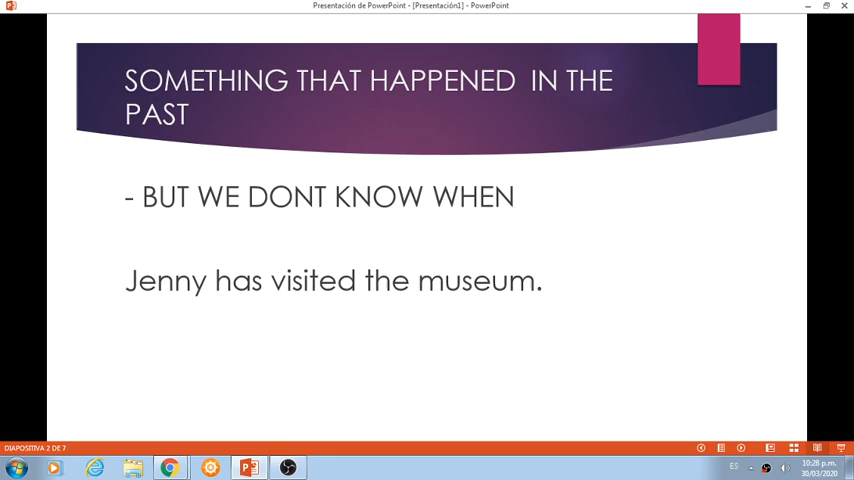 Presentación de PowerPoint - [Presentación1] - PowerPoint
SOMETHING THAT HAPPENED  IN THE
PAST
- BUT WE DONT KNOW WHEN
Jenny has visited the museum.
DIAPOSITIVA 2 DE 7
ES
10:28 p.m.
30/03/2020